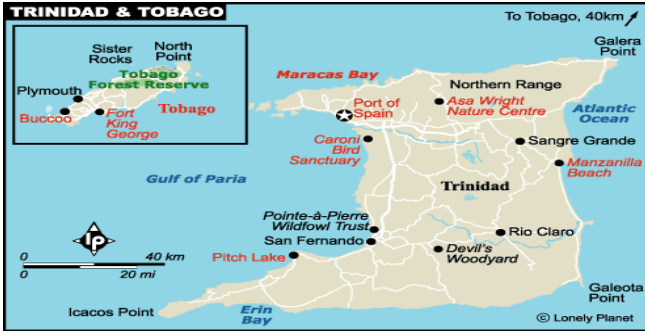 TRINIDAD & TOBAGO
To Tobago, 40km
Sister
Rocks
North
Point
Tobago
Forest Reserve
Plymouth
Buccoo
Fort
King
George
Tobago
Galera
Point
Maracas Bay
Northern Range
Port of
Spain
Asa Wright
Nature Centre
Atlantic
Ocean
Caroni
Bird
Sanctuary
Sangre Grande
Manzanilla
Beach
Gulf of Paria
Trinidad
Pointe-à-Pierre
Wildfowl Trust
San Fernando
Rio Claro
Devil's
Woodyard
lp
0 40 km
0 20 mi
Pitch Lake
Galeota
Point
Icacos Point
Erin
Bay
© Lonely Planet